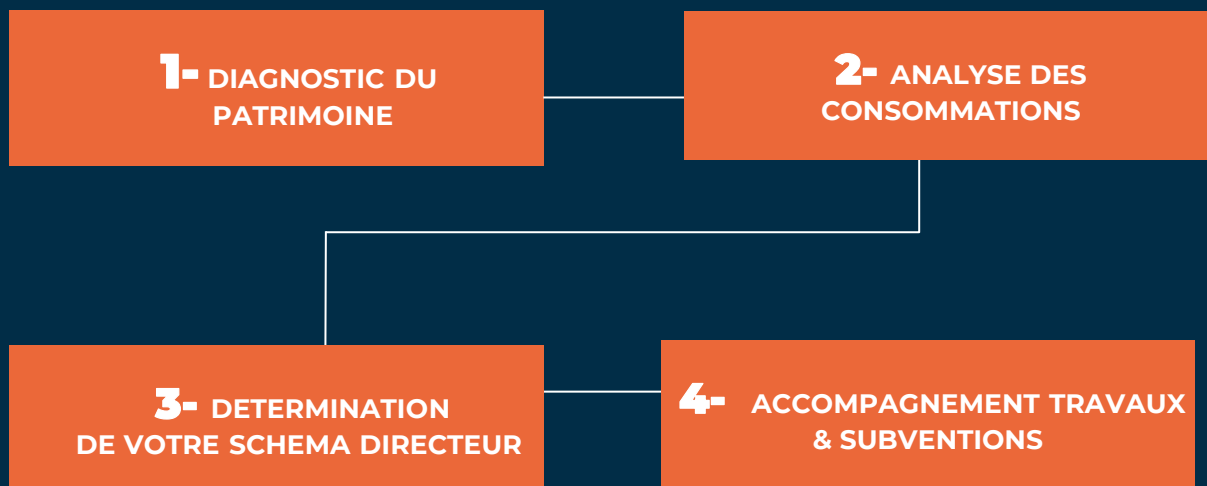 1- DIAGNOSTIC DU
PATRIMOINE
2- ANALYSE DES
CONSOMMATIONS
3- DETERMINATION
DE VOTRE SCHEMA DIRECTEUR
4- ACCOMPAGNEMENT TRAVAUX
& SUBVENTIONS